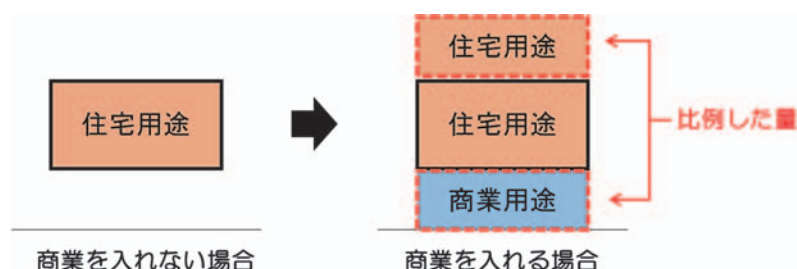 住宅用途
商業を入れない場合
住宅用途
住宅用途
商業用途
比例した量
商業を入れる場合